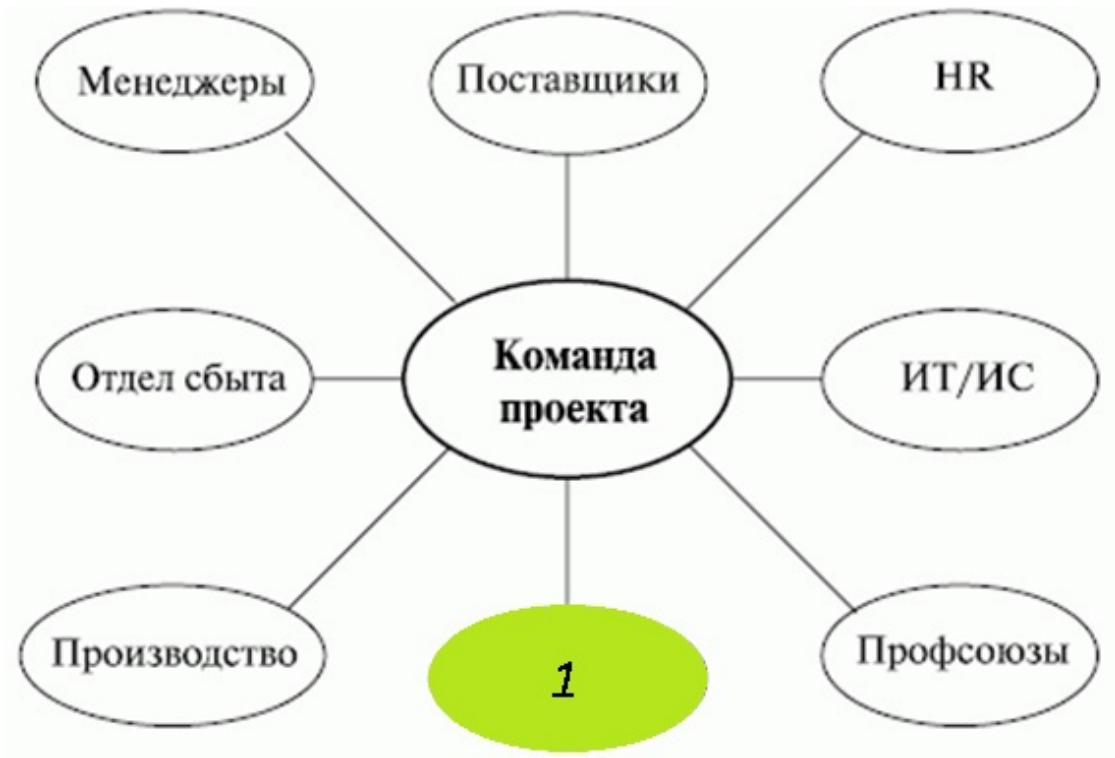 Менеджеры
Поставщики
HR
Отдел сбыта
Команда
проекта
ИТ/ИС
Производство
1
Профсоюзы